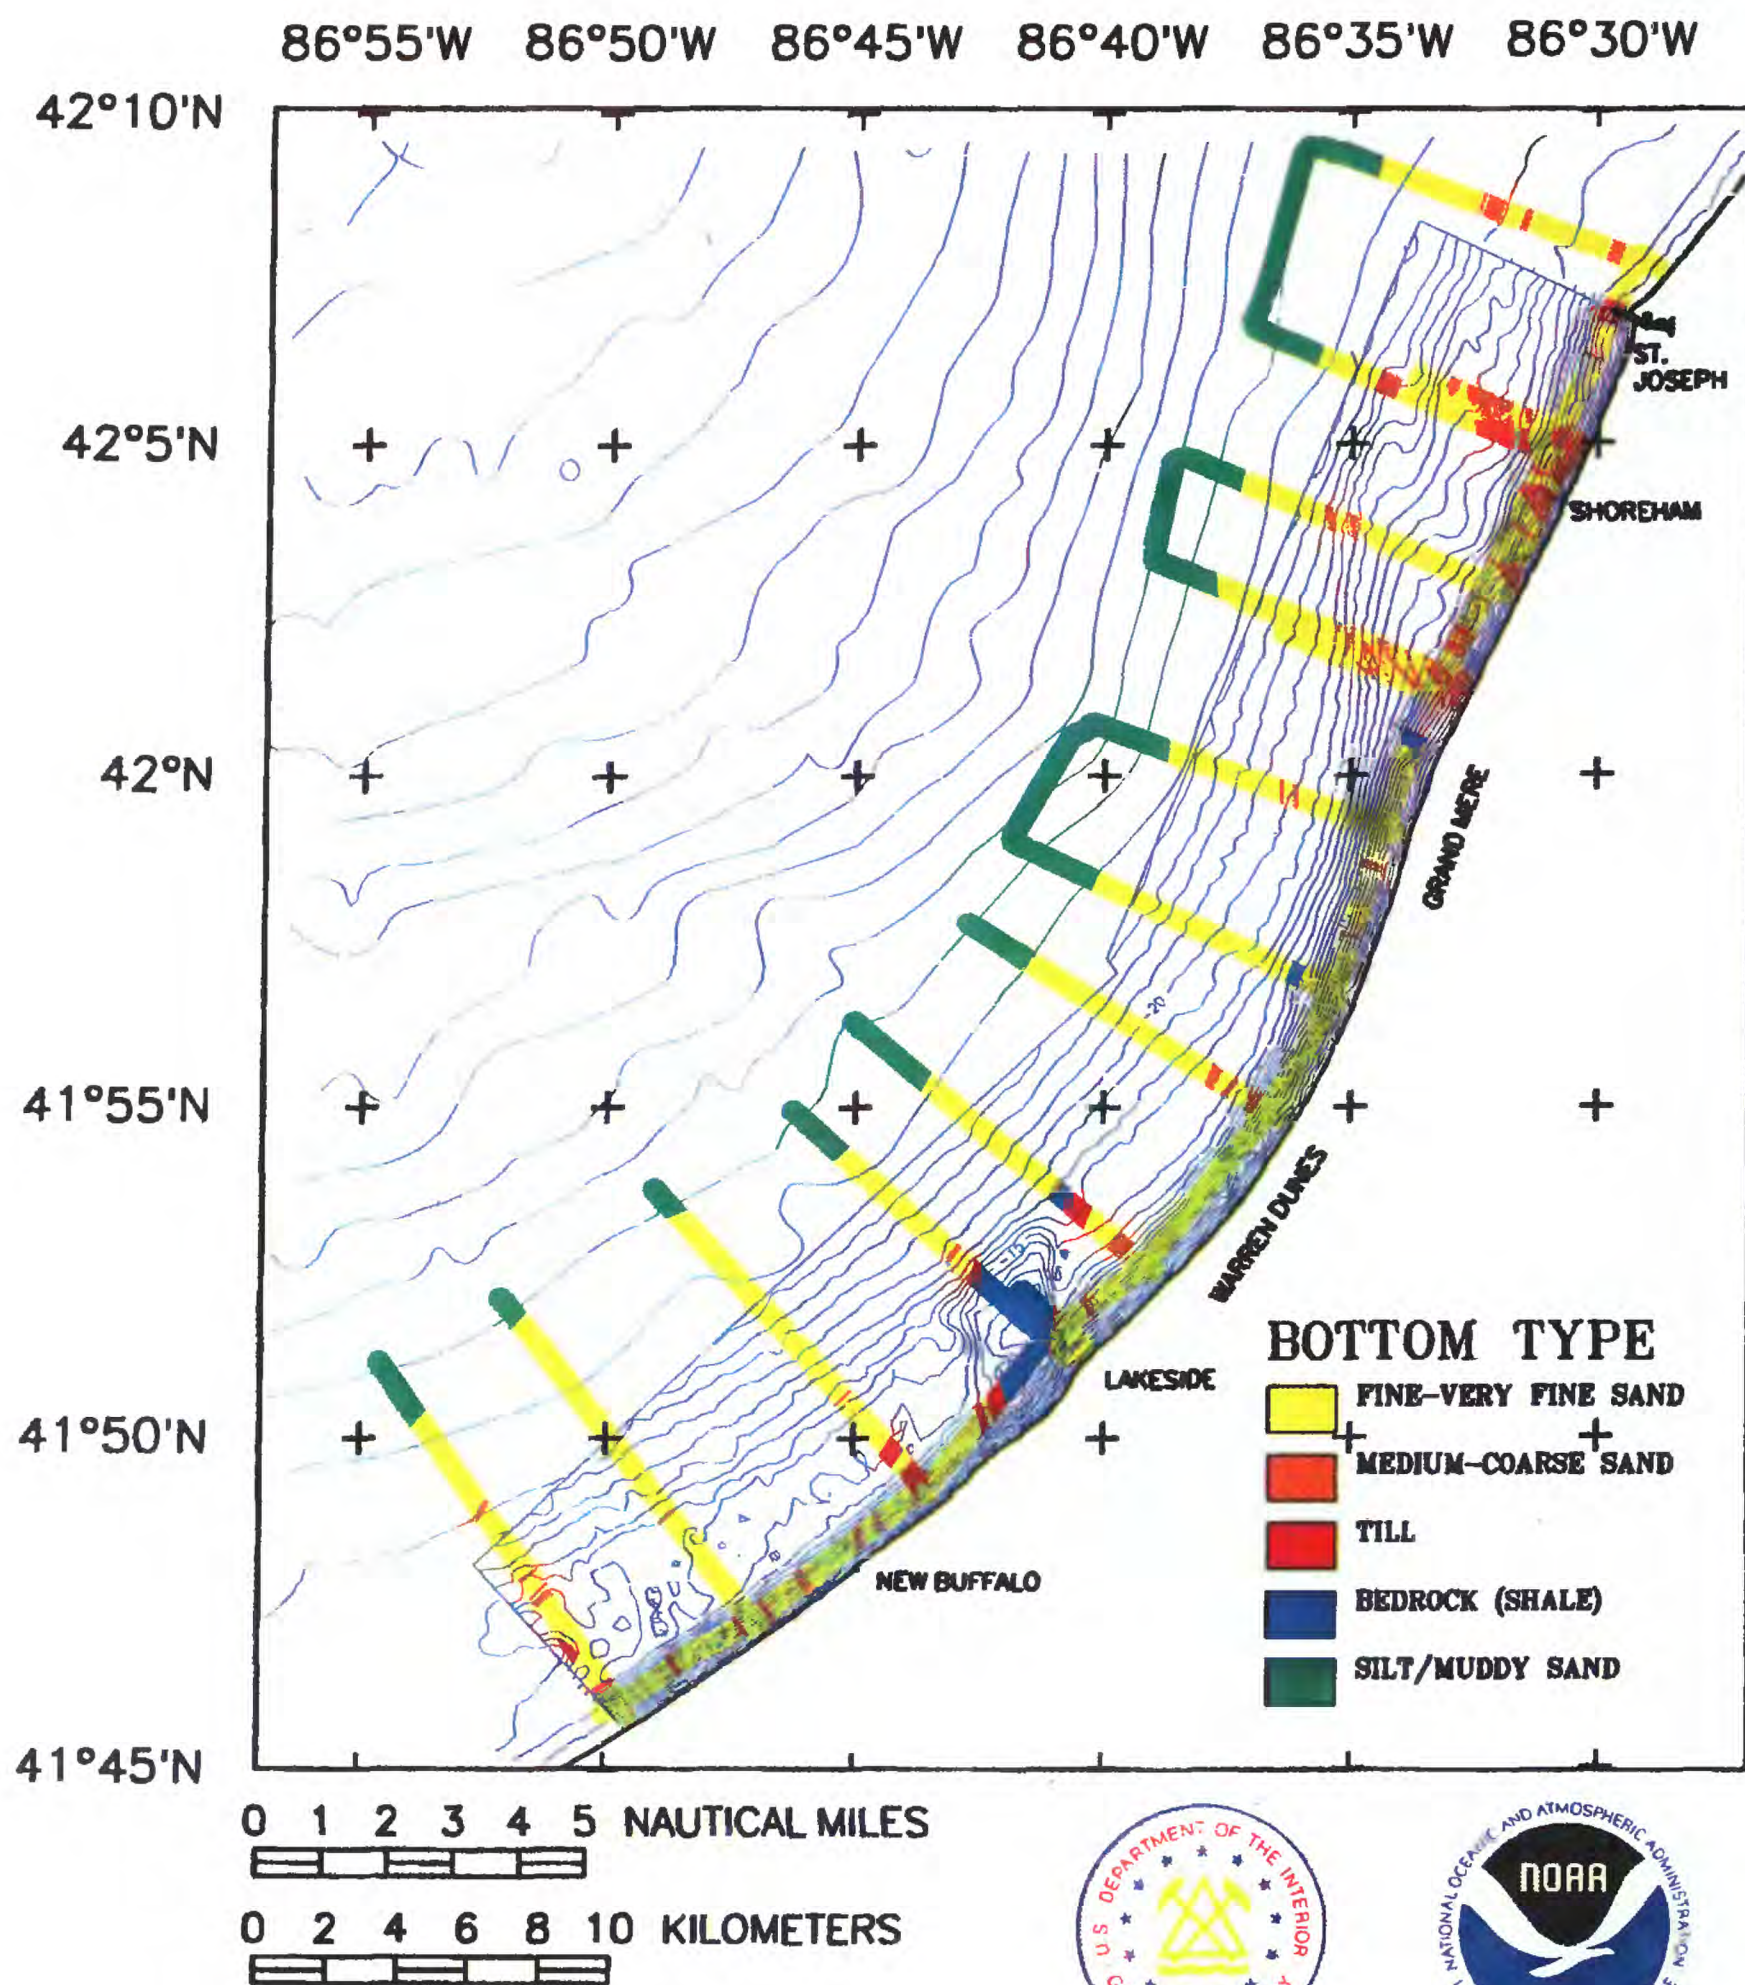 86°55'W 86°50'W 86°45'W 86°40'W 86°35'W 86°30'W
42°10'N
ST.
JOSEPH
42°5'N
SHOREHAM
42°N
GRAND MERE
-20
41°55'N
WARREN DUNES
-15
LAKESIDE
41°50'N
NEW BUFFALO
41°45'N
BOTTOM TYPE
FINE-VERY FINE SAND
MEDIUM-COARSE SAND
TILL
BEDROCK (SHALE)
SILT/MUDDY SAND
0 1 2 3 4 5 NAUTICAL MILES
0 2 4 6 8 10 KILOMETERS
US DEPARTMENT OF THE INTERIOR
NATIONAL OCEANIC AND ATMOSPHERIC ADMINISTRATION
NOAA